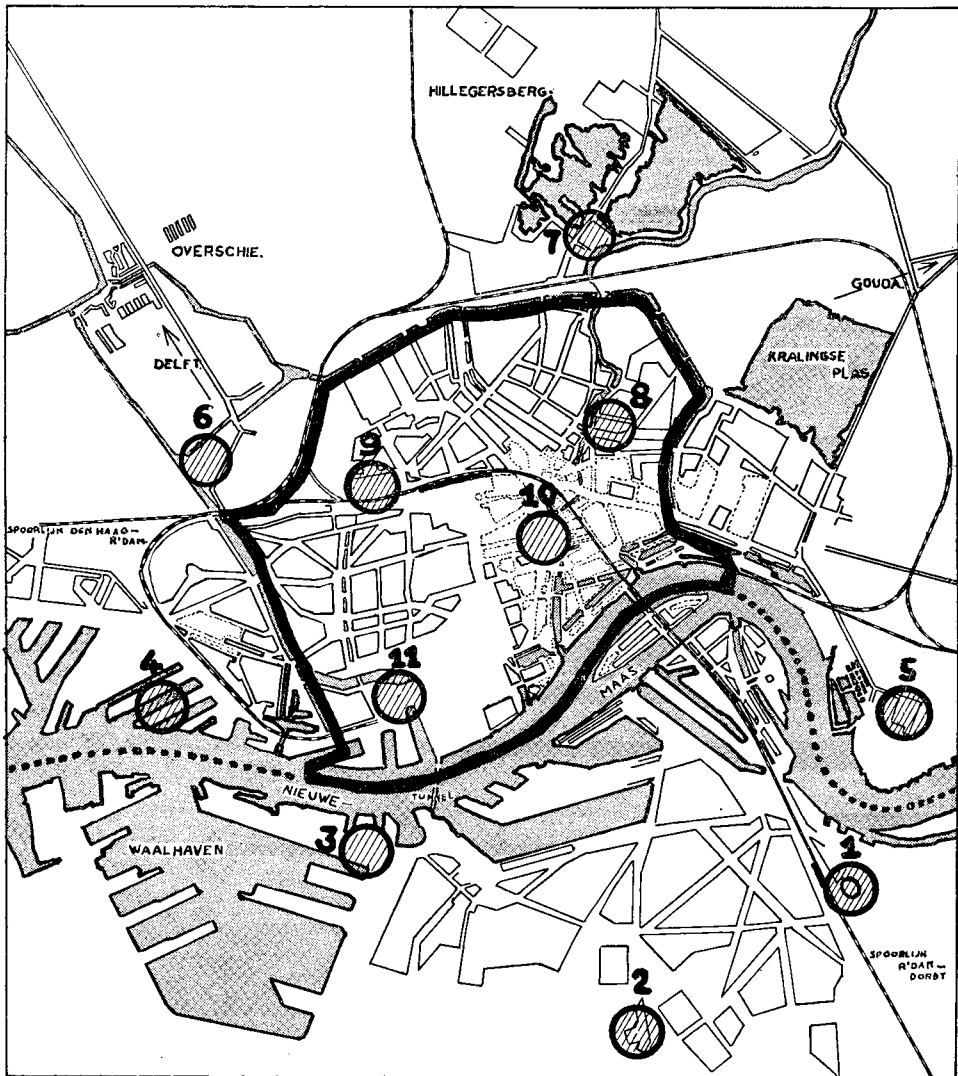 HILLEGERSBERG.
7
OVERSCHIE.
GOUDA.
DELFT.
KRALINGSE
PLAS.
6
8
9
10
SPOORLIJN DEN HAAG —
R'DAM.
4
11
MAAS
5
NIEUWE —
TUNNEL
3
WAALHAVEN
1
SPOORLIJN
R'DAM —
DORDT
2